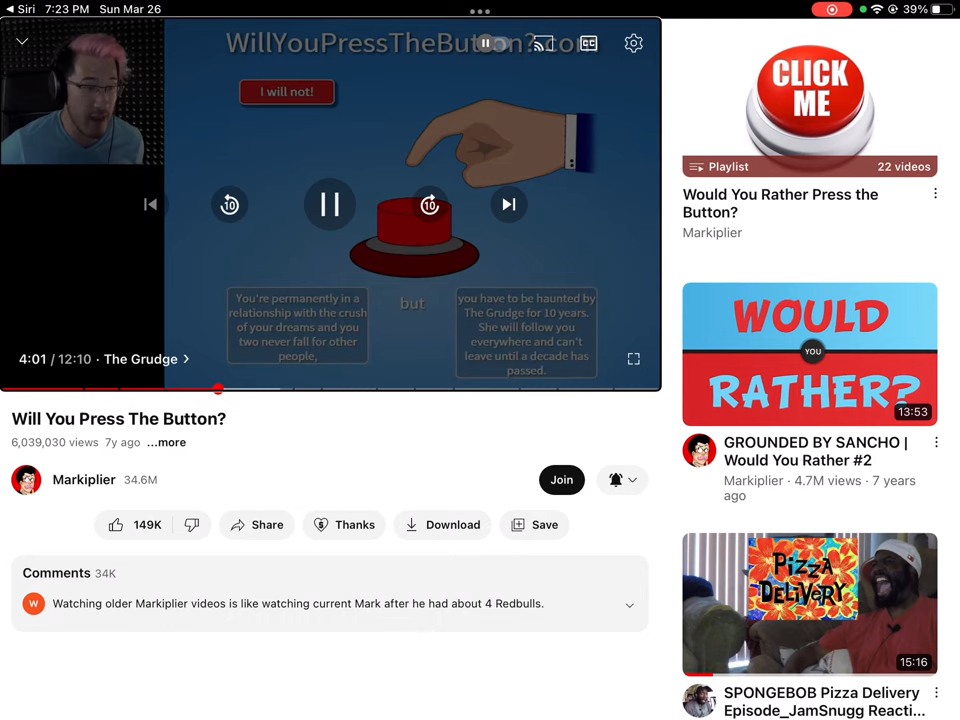 Siri 7:23 PM Sun Mar 26
39%
WillYouPressTheButton?.com
I will not!
10
10
You're permanently in a
relationship with the crush
of your dreams and you
two never fall for other
people,
but
you have to be haunted by
The Grudge for 10 years.
She will follow you
everywhere and can't
leave until a decade has
passed.
4:01 / 12:10 · The Grudge
Will You Press The Button?
6,039,030 views 7y ago ...more
Markiplier 34.6M
Join
149K
Share
Thanks
Download
Save
Comments 34K
W
Watching older Markiplier videos is like watching current Mark after he had about 4 Redbulls.
CLICK
ME
Playlist 22 videos
Would You Rather Press the
Button?
Markiplier
WOULD
YOU
RATHER?
13:53
GROUNDED BY SANCHO |
Would You Rather #2
Markiplier · 4.7M views · 7 years
ago
PIZZA
DELIVERY
15:16
SPONGEBOB Pizza Delivery
Episode_JamSnugg Reacti...